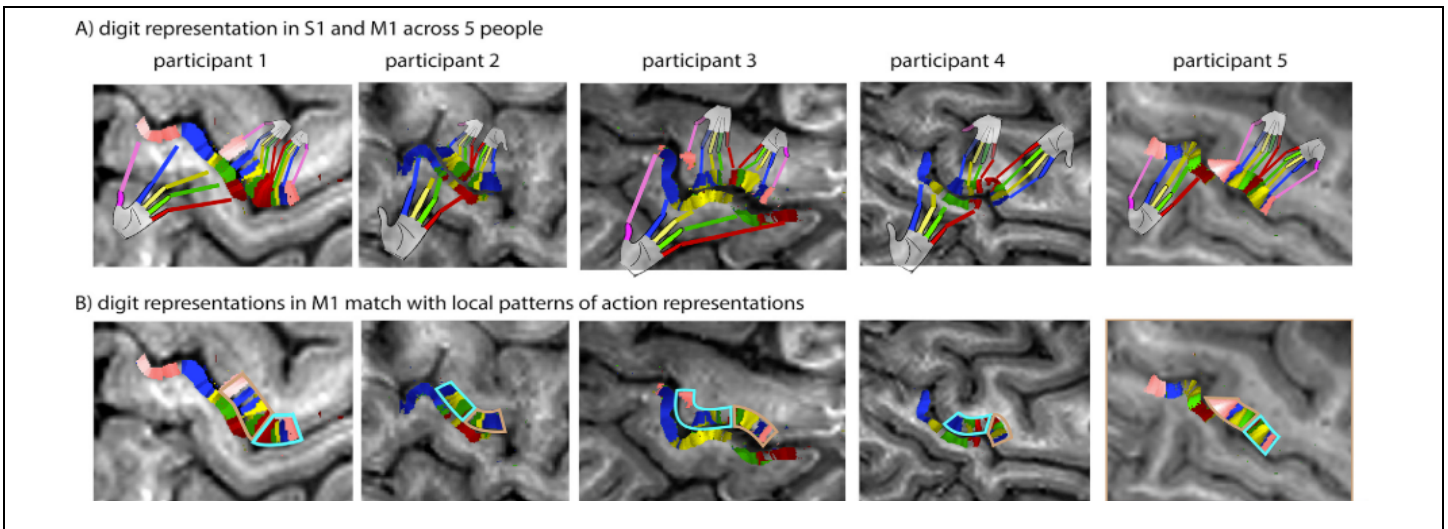 A) digit representation in S1 and M1 across 5 people
participant 1 participant 2 participant 3 participant 4 participant 5
B) digit representations in M1 match with local patterns of action representations